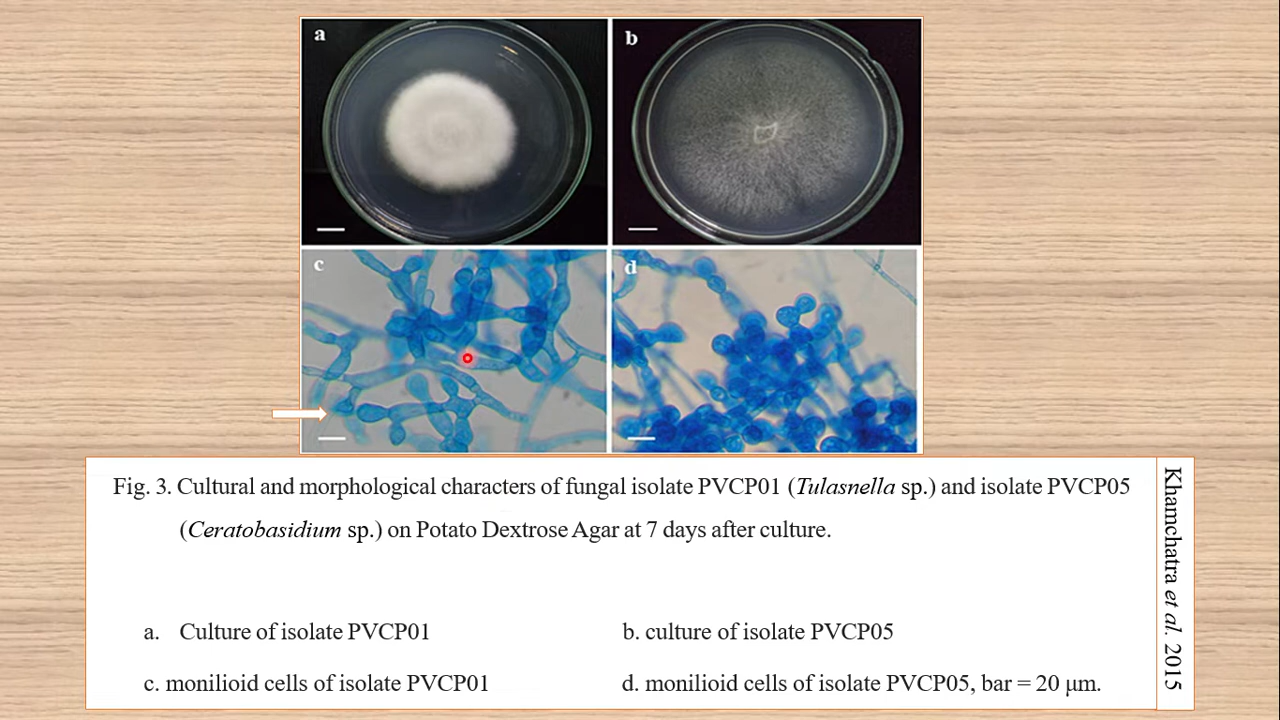 a
b
c
d
Fig. 3. Cultural and morphological characters of fungal isolate PVCP01 (Tulasnella sp.) and isolate PVCP05
(Ceratobasidium sp.) on Potato Dextrose Agar at 7 days after culture.
a. Culture of isolate PVCP01
b. culture of isolate PVCP05
c. monilioid cells of isolate PVCP01
d. monilioid cells of isolate PVCP05, bar = 20 µm.
Khamchatra et al. 2015